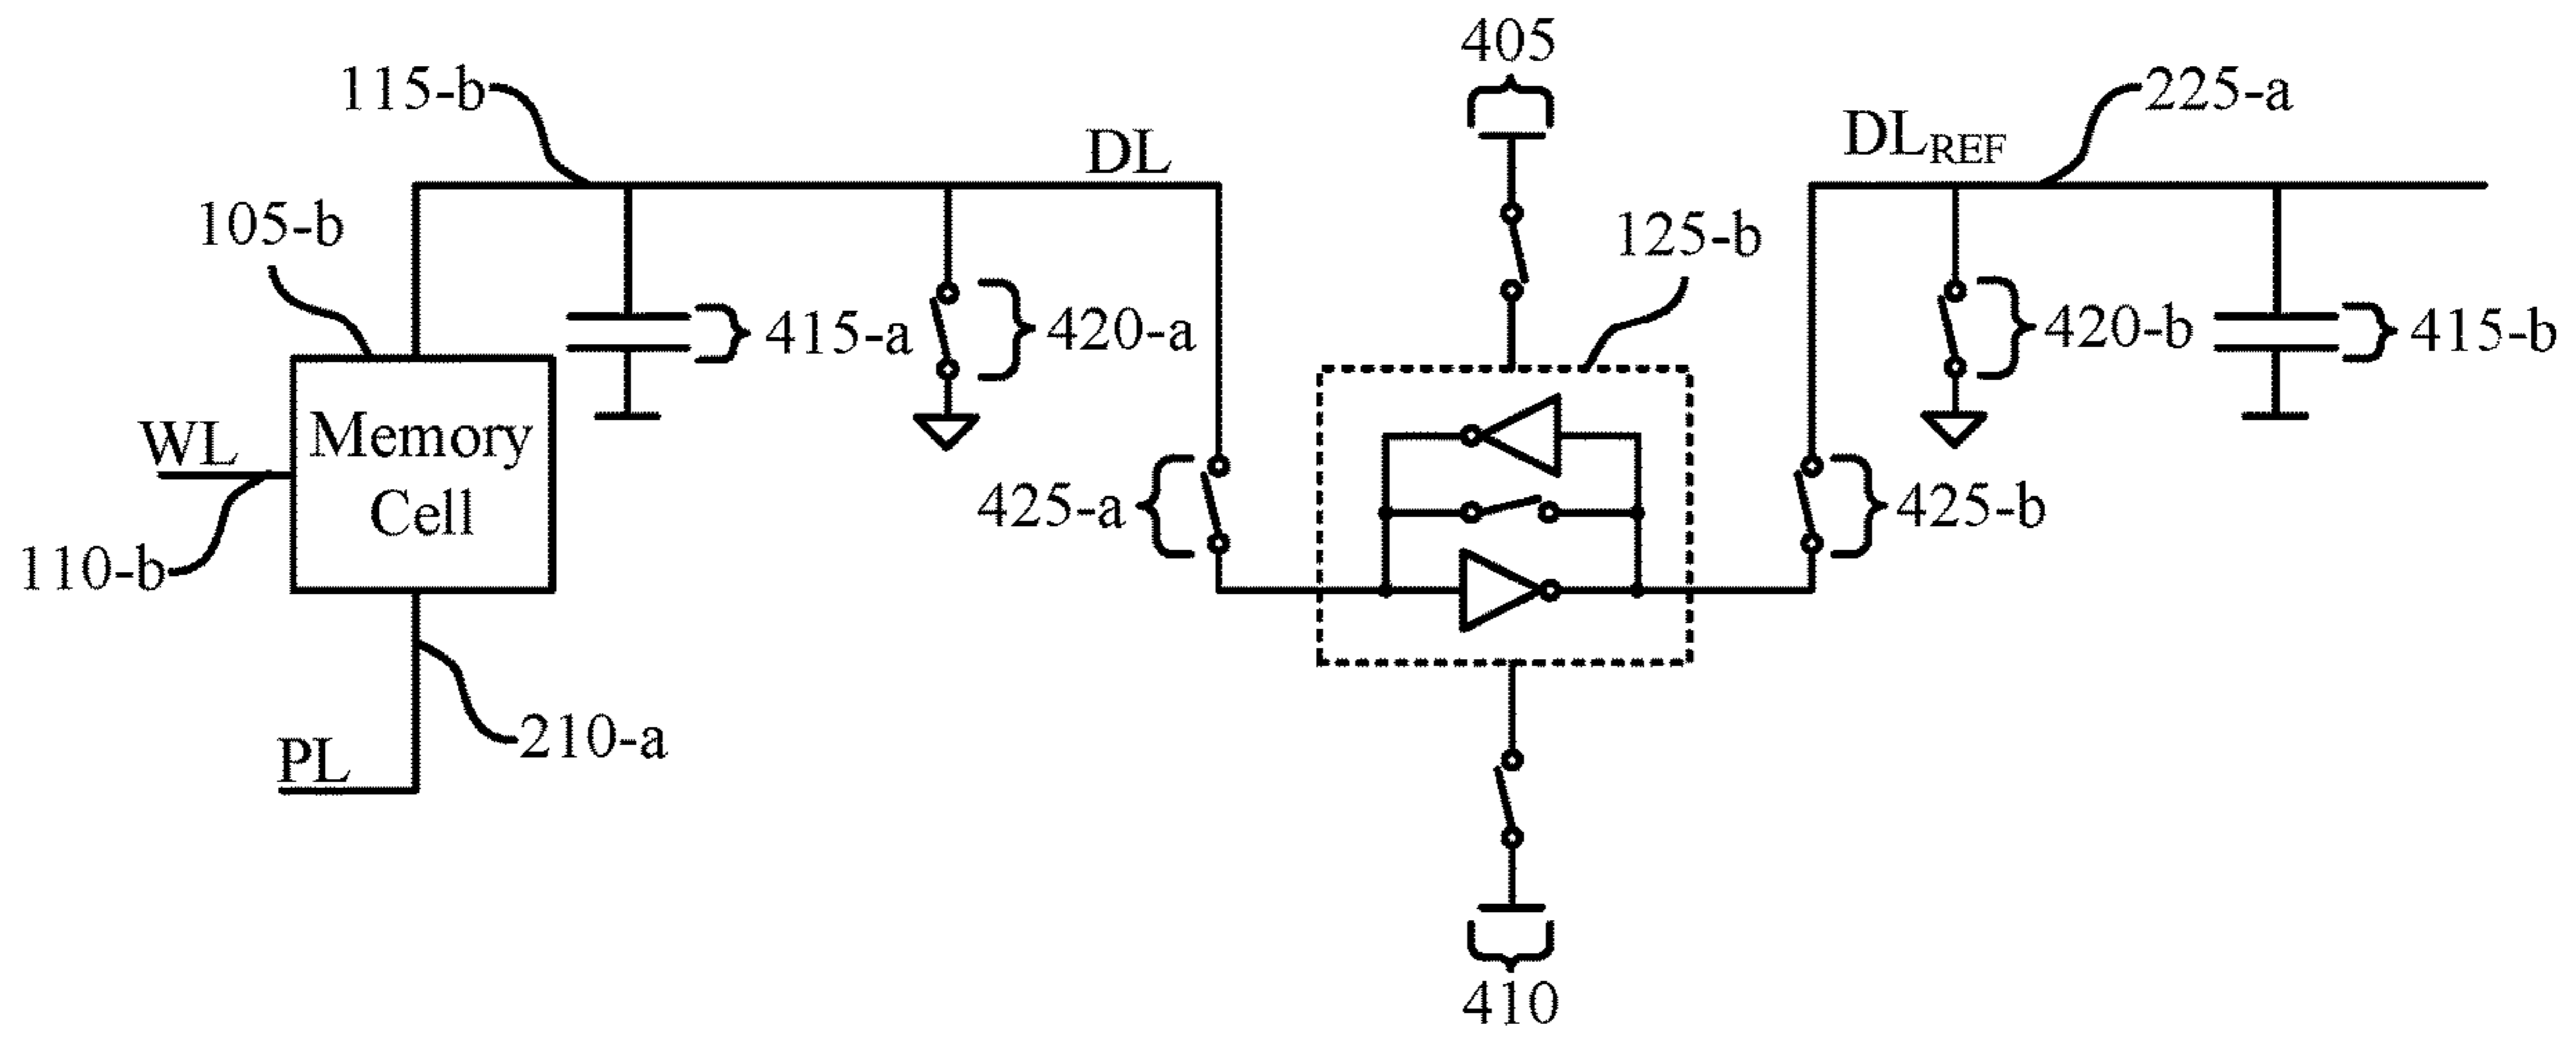 405
115-b
225-a
DL
DL_REF
105-b
125-b
415-a
420-a
420-b
415-b
WL
Memory
Cell
425-a
425-b
110-b
210-a
PL
410